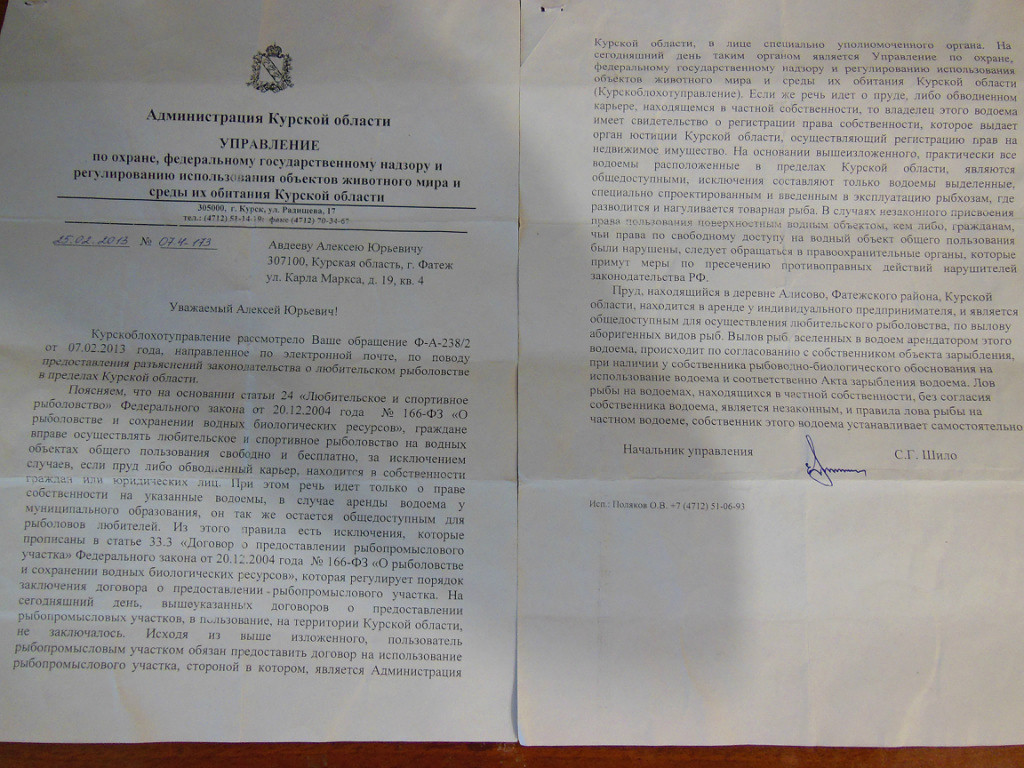 Администрация Курской области
УПРАВЛЕНИЕ
по охране, федеральному государственному надзору и
регулированию использования объектов животного мира и
среды их обитания Курской области
305000, г. Курск, ул. Радищева, 17
тел.: (4712) 51-14-18 факс (4712) 70-24-67
25.02.2013 № 07.4-173
Авдееву Алексею Юрьевичу
307100, Курская область, г. Фатеж
ул. Карла Маркса, д. 19, кв. 4
Уважаемый Алексей Юрьевич!
Курскоблохотуправление рассмотрело Ваше обращение Ф-А-238/2
от 07.02.2013 года, направленное по электронной почте, по поводу
предоставления разъяснений законодательства о любительском рыболовстве
в пределах Курской области.
Поясняем, что на основании статьи 24 «Любительское и спортивное
рыболовство» Федерального закона от 20.12.2004 года № 166-ФЗ «О
рыболовстве и сохранении водных биологических ресурсов», граждане
вправе осуществлять любительское и спортивное рыболовство на водных
объектах общего пользования свободно и бесплатно, за исключением
случаев, если пруд либо обводненный карьер, находится в собственности
граждан или юридических лиц. При этом речь идет только о праве
собственности на указанные водоемы, в случае аренды водоема у
муниципального образования, он так же остается общедоступным для
рыболовов любителей. Из этого правила есть исключения, которые
прописаны в статье 33.3 «Договор о предоставлении рыбопромыслового
участка» Федерального закона от 20.12.2004 года № 166-ФЗ «О рыболовстве
и сохранении водных биологических ресурсов», которая регулирует порядок
заключения договора о предоставлении рыбопромыслового участка. На
сегодняшний день, вышеуказанных договоров о предоставлении
рыбопромысловых участков, в пользование, на территории Курской области,
не заключалось. Исходя из выше изложенного, пользователь
рыбопромысловым участком обязан предоставить договор на использование
рыбопромыслового участка, стороной в котором, является Администрация
Курской области, в лице специально уполномоченного органа. На
сегодняшний день таким органом является Управление по охране,
федеральному государственному надзору и регулированию использования
объектов животного мира и среды их обитания Курской области
(Курскоблохотуправление). Если же речь идет о пруде, либо обводненном
карьере, находящемся в частной собственности, то владелец этого водоема
имеет свидетельство о регистрации права собственности, которое выдает
орган юстиции Курской области, осуществляющий регистрацию прав на
недвижимое имущество. На основании вышеизложенного, практически все
водоемы расположенные в пределах Курской области, являются
общедоступными, исключения составляют только водоемы выделенные,
специально спроектированным и введенным в эксплуатацию рыбхозам, где
разводится и нагуливается товарная рыба. В случаях незаконного присвоения
права пользования поверхностным водным объектом, кем либо, гражданам,
чьи права по свободному доступу на водный объект общего пользования
были нарушены, следует обращаться в правоохранительные органы, которые
примут меры по пресечению противоправных действий нарушителей
законодательства РФ.
Пруд, находящийся в деревне Алисово, Фатежского района, Курской
области, находится в аренде у индивидуального предпринимателя, и является
общедоступным для осуществления любительского рыболовства, по вылову
аборигенных видов рыб. Вылов рыб, вселенных в водоем арендатором этого
водоема, происходит по согласованию с собственником объекта зарыбления,
при наличии у собственника рыбоводно-биологического обоснования на
использование водоема и соответственно Акта зарыбления водоема. Лов
рыбы на водоемах, находящихся в частной собственности, без согласия
собственника водоема, является незаконным, и правила лова рыбы на
частном водоеме, собственник этого водоема устанавливает самостоятельно
Начальник управления С.Г. Шило
Исп.: Поляков О.В. +7 (4712) 51-06-93